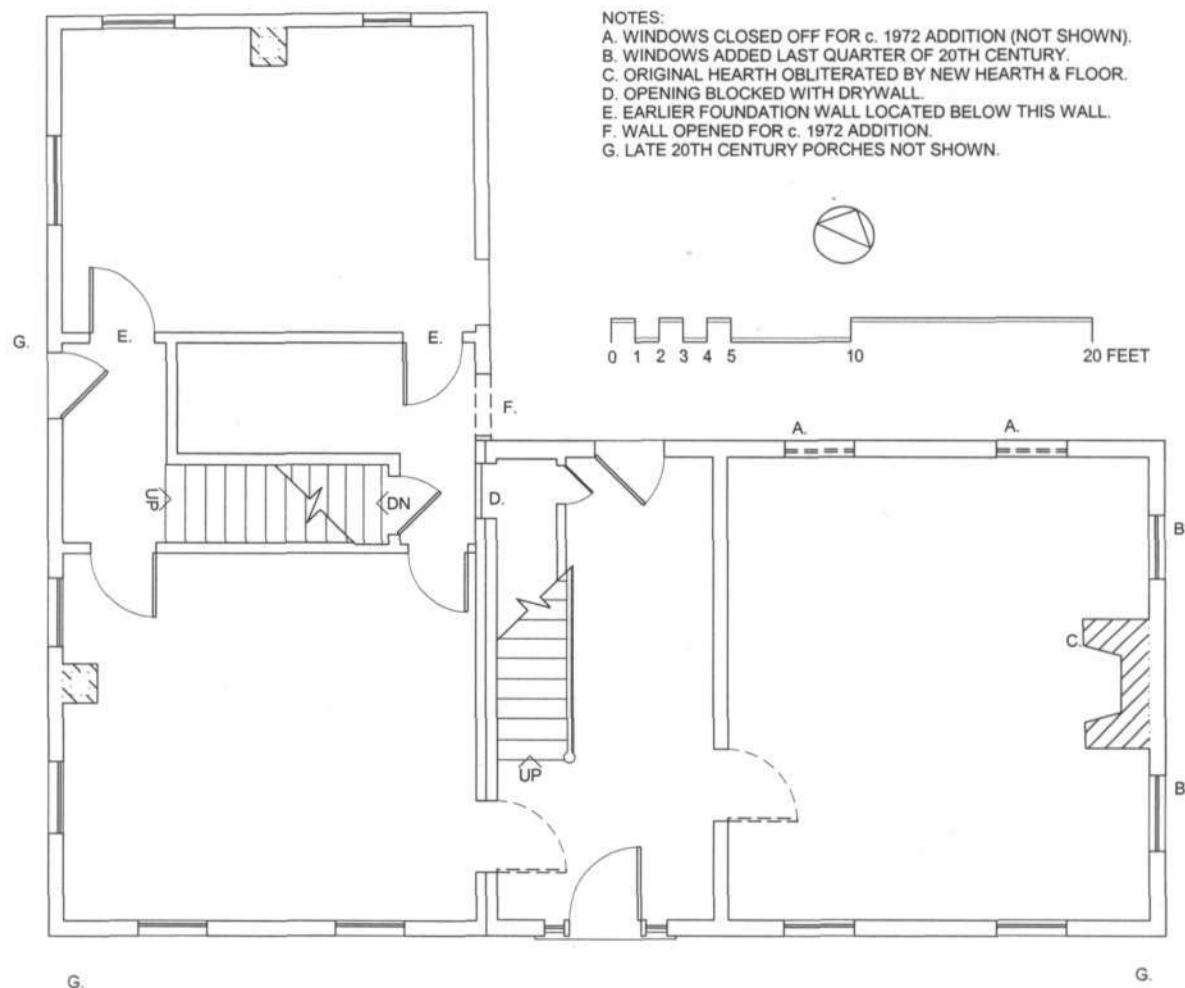 NOTES:
A. WINDOWS CLOSED OFF FOR c. 1972 ADDITION (NOT SHOWN).
B. WINDOWS ADDED LAST QUARTER OF 20TH CENTURY.
C. ORIGINAL HEARTH OBLITERATED BY NEW HEARTH & FLOOR.
D. OPENING BLOCKED WITH DRYWALL.
E. EARLIER FOUNDATION WALL LOCATED BELOW THIS WALL.
F. WALL OPENED FOR c. 1972 ADDITION.
G. LATE 20TH CENTURY PORCHES NOT SHOWN.
E. E.
G.
0 1 2 3 4 5 10 20 FEET
F.
A. A.
UP DN D.
B
C.
UP
B
G. G.